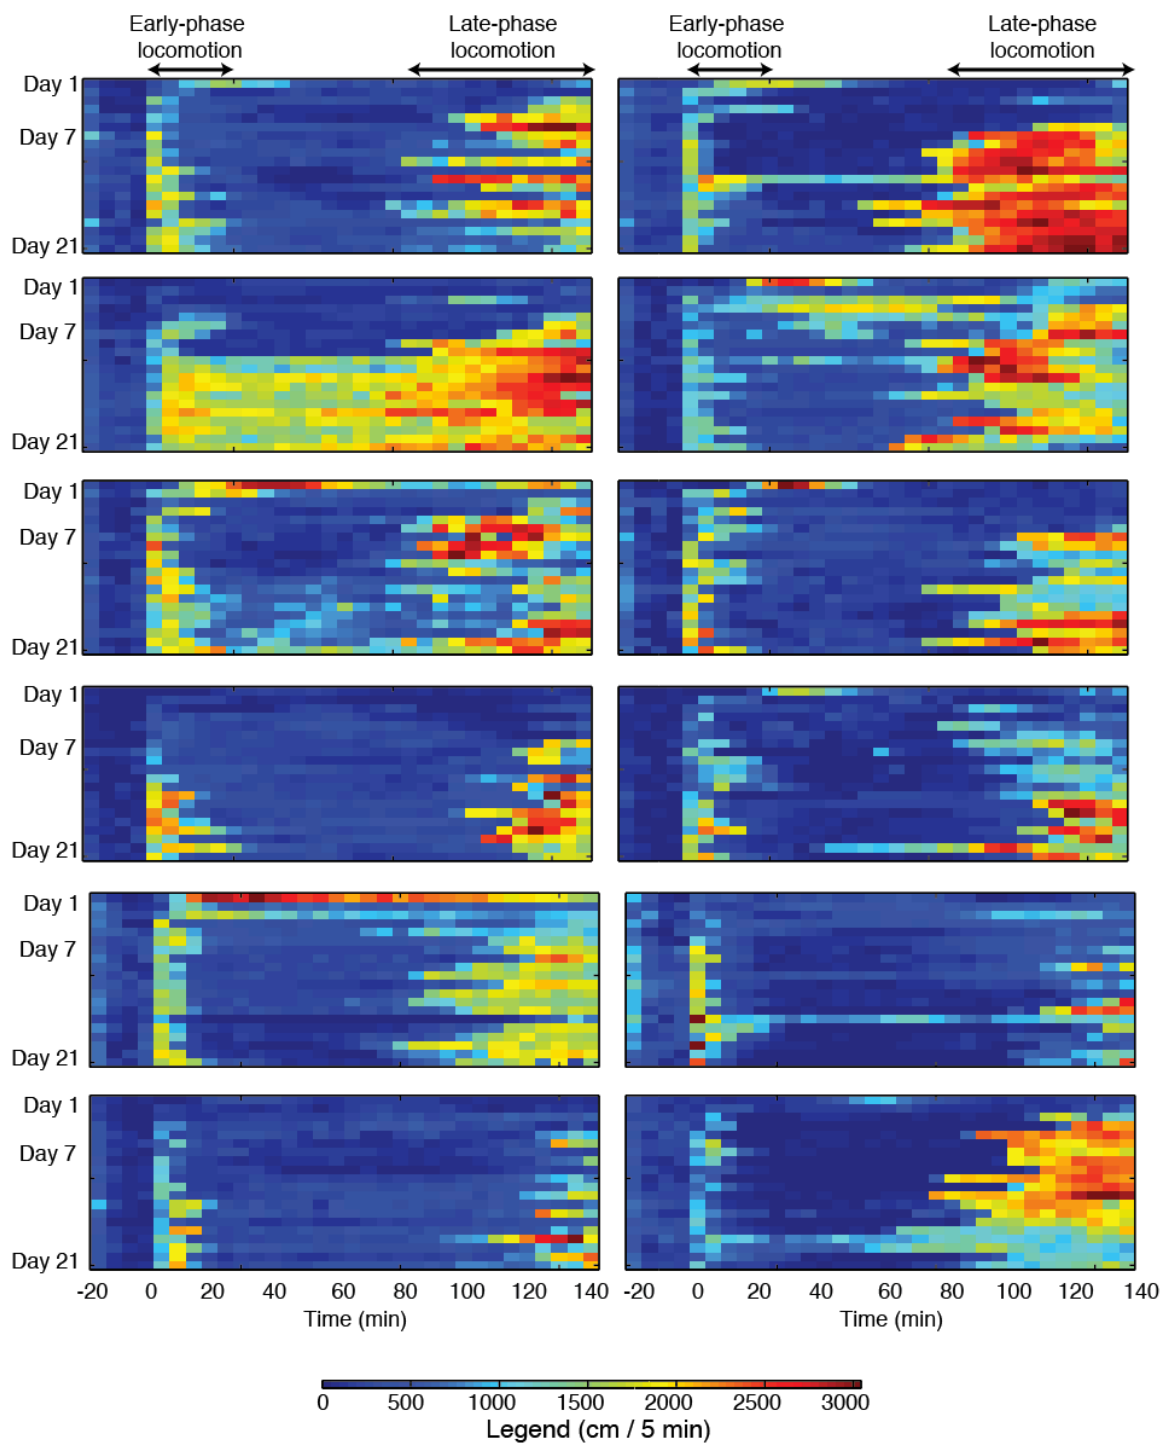 Early-phase
locomotion
Late-phase
locomotion
Early-phase
locomotion
Late-phase
locomotion
Day 1
Day 7
Day 21
Day 1
Day 7
Day 21
Day 1
Day 7
Day 21
Day 1
Day 7
Day 21
Day 1
Day 7
Day 21
Day 1
Day 7
Day 21
-20 0 20 40 60 80 100 120 140
Time (min)
-20 0 20 40 60 80 100 120 140
Time (min)
0 500 1000 1500 2000 2500 3000
Legend (cm / 5 min)